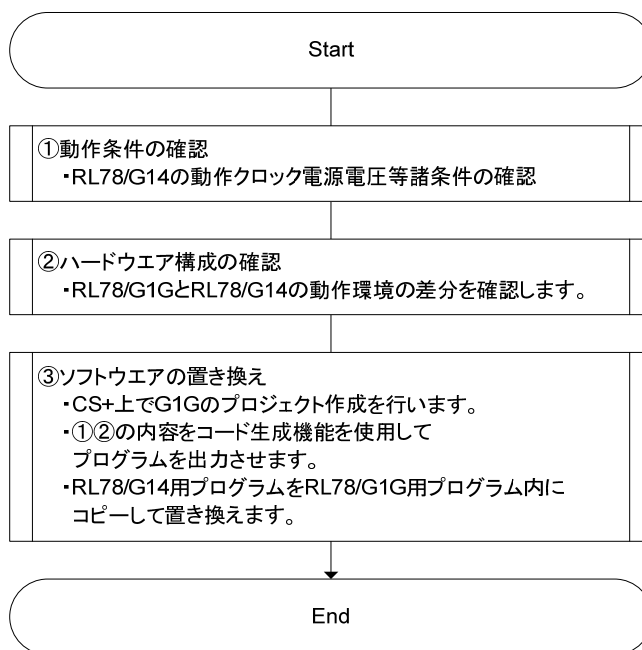 Start
①動作条件の確認
・RL78/G14の動作クロック電源電圧等諸条件の確認
②ハードウエア構成の確認
・RL78/G1GとRL78/G14の動作環境の差分を確認します。
③ソフトウエアの置き換え
・CS+上でG1Gのプロジェクト作成を行います。
・①②の内容をコード生成機能を使用して
プログラムを出力させます。
・RL78/G14用プログラムをRL78/G1G用プログラム内に
コピーして置き換えます。
End